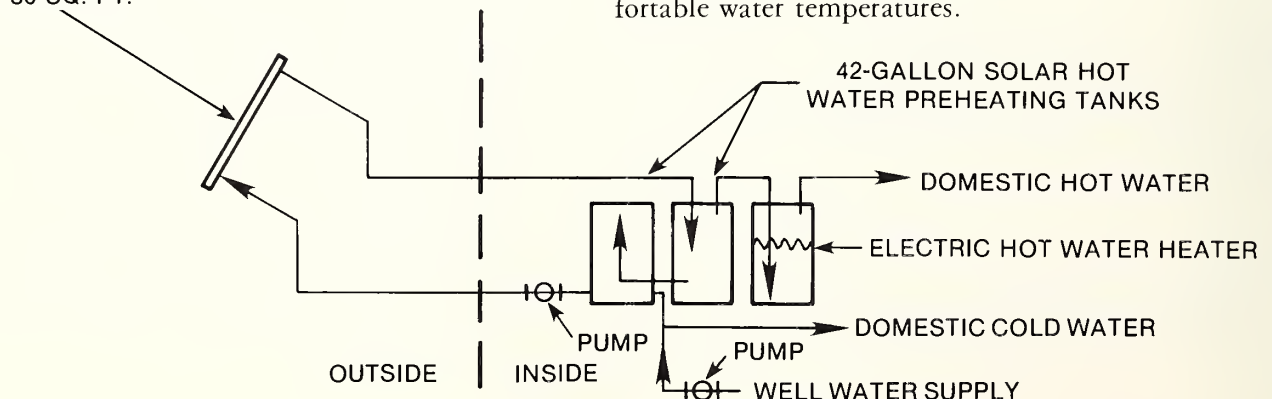 fortable water temperatures.
42-GALLON SOLAR HOT
WATER PREHEATING TANKS
DOMESTIC HOT WATER
ELECTRIC HOT WATER HEATER
DOMESTIC COLD WATER
PUMP
PUMP
OUTSIDE
INSIDE
WELL WATER SUPPLY